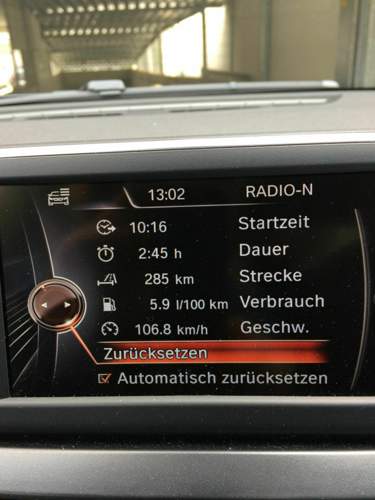 13:02 RADIO-N
10:16 Startzeit
2:45 h Dauer
285 km Strecke
5.9 l/100 km Verbrauch
106.8 km/h Geschw.
Zurücksetzen
Automatisch zurücksetzen